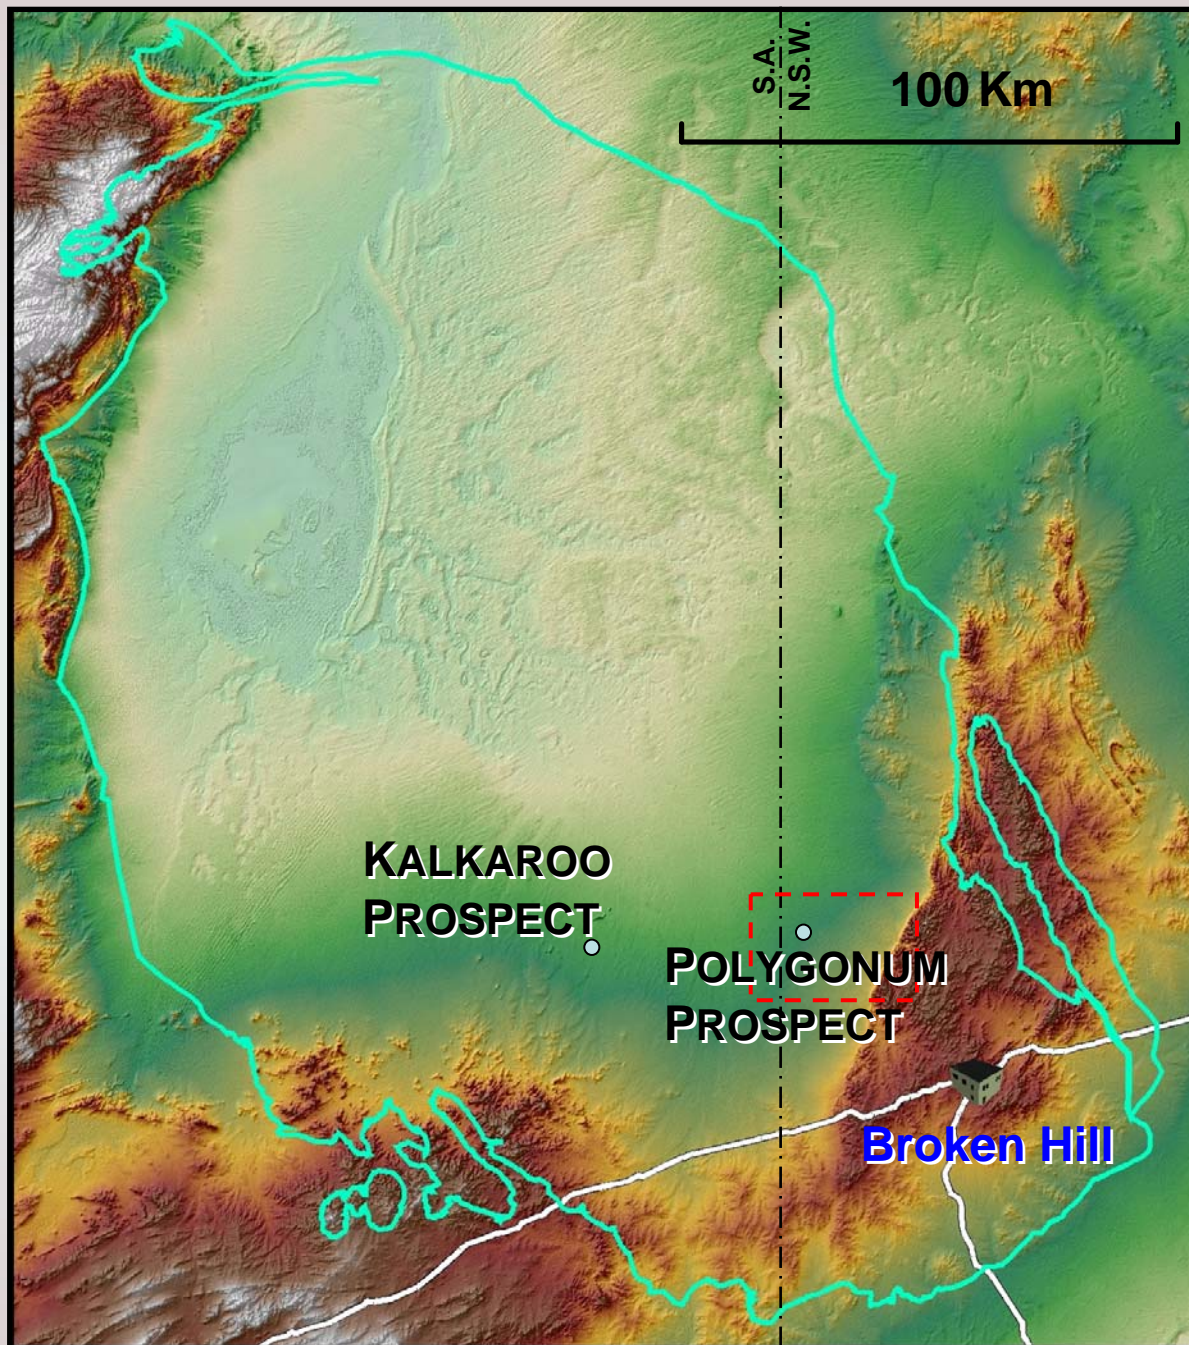 S.A.
N.S.W.
100 Km
KALKAROO
PROSPECT
POLYGONUM
PROSPECT
Broken Hill